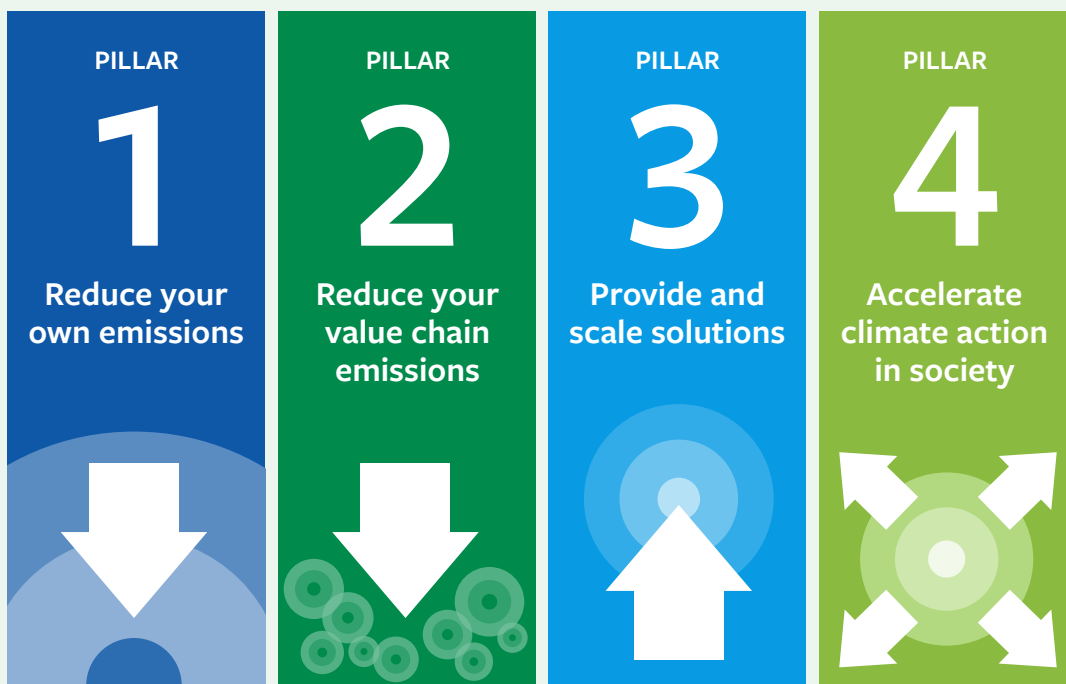 PILLAR
1
Reduce your
own emissions
PILLAR
2
Reduce your
value chain
emissions
PILLAR
3
Provide and
scale solutions
PILLAR
4
Accelerate
climate action
in society